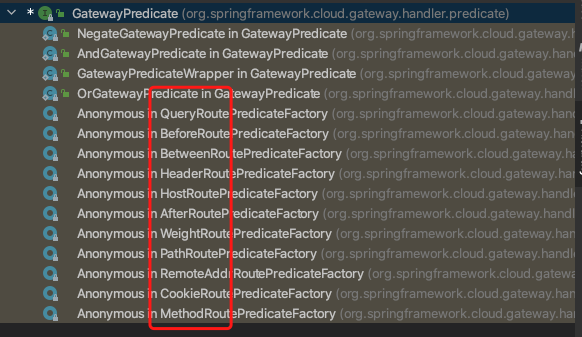 * GatewayPredicate (org.springframework.cloud.gateway.handler.predicate)
NegateGatewayPredicate in GatewayPredicate (org.springframework.cloud.gateway.h
AndGatewayPredicate in GatewayPredicate (org.springframework.cloud.gateway.hand
GatewayPredicateWrapper in GatewayPredicate (org.springframework.cloud.gateway.
OrGatewayPredicate in GatewayPredicate (org.springframework.cloud.gateway.handl
Anonymous in QueryRoutePredicateFactory (org.springframework.cloud.gateway.hand
Anonymous in BeforeRoutePredicateFactory (org.springframework.cloud.gateway.han
Anonymous in BetweenRoutePredicateFactory (org.springframework.cloud.gateway.ha
Anonymous in HeaderRoutePredicateFactory (org.springframework.cloud.gateway.han
Anonymous in HostRoutePredicateFactory (org.springframework.cloud.gateway.handle
Anonymous in AfterRoutePredicateFactory (org.springframework.cloud.gateway.handl
Anonymous in WeightRoutePredicateFactory (org.springframework.cloud.gateway.han
Anonymous in PathRoutePredicateFactory (org.springframework.cloud.gateway.handle
Anonymous in RemoteAddrRoutePredicateFactory (org.springframework.cloud.gatewa
Anonymous in CookieRoutePredicateFactory (org.springframework.cloud.gateway.han
Anonymous in MethodRoutePredicateFactory (org.springframework.cloud.gateway.han